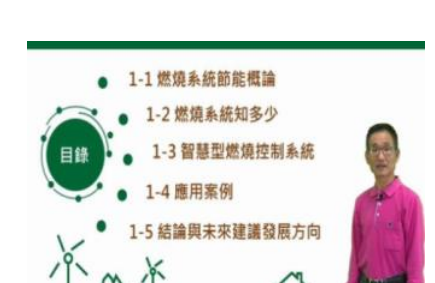 目錄
1-1 燃燒系統節能概論
1-2 燃燒系統知多少
1-3 智慧型燃燒控制系統
1-4 應用案例
1-5 結論與未來建議發展方向